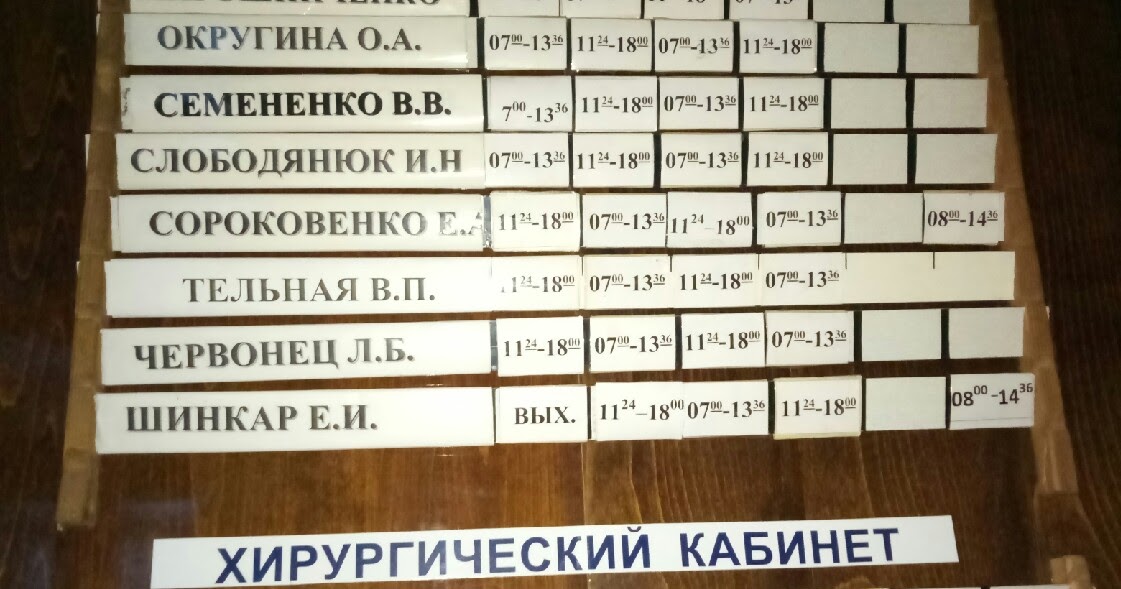 ОКРУГИНА О.А. 07⁰⁰-13³⁶ 11²⁴-18⁰⁰ 07⁰⁰-13³⁶ 11²⁴-18⁰⁰
СЕМЕНЕНКО В.В. 7⁰⁰-13³⁶ 11²⁴-18⁰⁰ 07⁰⁰-13³⁶ 11²⁴-18⁰⁰
СЛОБОДЯНЮК И.Н 07⁰⁰-13³⁶ 11²⁴-18⁰⁰ 07⁰⁰-13³⁶ 11²⁴-18⁰⁰
СОРОКОВЕНКО Е.А 11²⁴-18⁰⁰ 07⁰⁰-13³⁶ 11²⁴-18⁰⁰ 07⁰⁰-13³⁶ 08⁰⁰-14³⁶
ТЕЛЬНАЯ В.П. 11²⁴-18⁰⁰ 07⁰⁰-13³⁶ 11²⁴-18⁰⁰ 07⁰⁰-13³⁶
ЧЕРВОНЕЦ Л.Б. 11²⁴-18⁰⁰ 07⁰⁰-13³⁶ 11²⁴-18⁰⁰ 07⁰⁰-13³⁶
ШИНКАР Е.И. ВЫХ. 11²⁴-18⁰⁰ 07⁰⁰-13³⁶ 11²⁴-18⁰⁰ 08⁰⁰-14³⁶
ХИРУРГИЧЕСКИЙ КАБИНЕТ